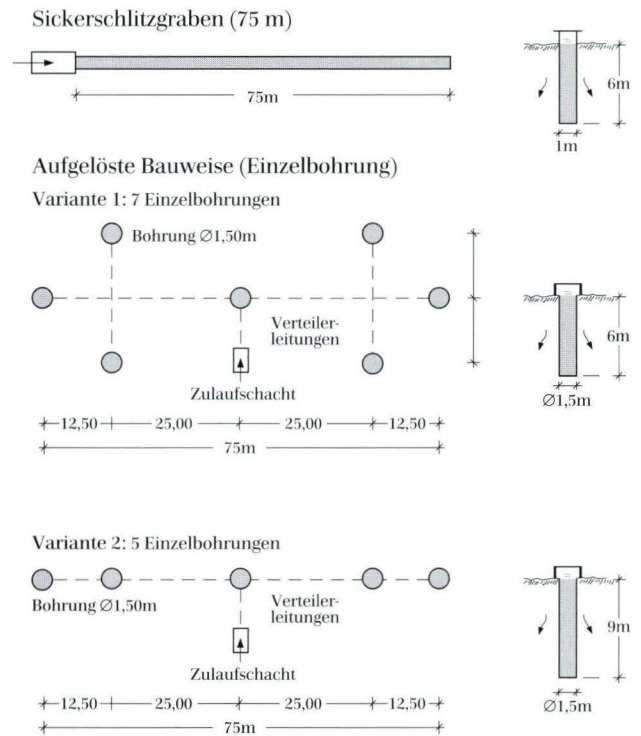 Sickerschlitzgraben (75 m)
75m
6m
1m
Aufgelöste Bauweise (Einzelbohrung)
Variante 1: 7 Einzelbohrungen
Bohrung Ø1,50m
Verteiler-
leitungen
Zulaufschacht
12,50 25,00 25,00 12,50
75m
6m
Ø1,5m
Variante 2: 5 Einzelbohrungen
Bohrung Ø1,50m
Verteiler-
leitungen
Zulaufschacht
12,50 25,00 25,00 12,50
75m
9m
Ø1,5m